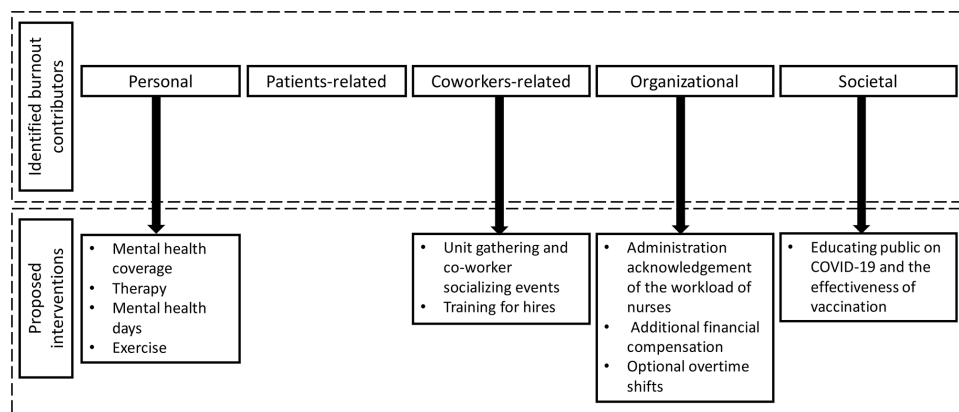 Identified burnout
contributors
Personal
Patients-related
Coworkers-related
Organizational
Societal
Proposed
interventions
• Mental health
coverage
• Therapy
• Mental health
days
• Exercise
• Unit gathering and
co-worker
socializing events
• Training for hires
• Administration
acknowledgement
of the workload of
nurses
• Additional financial
compensation
• Optional overtime
shifts
• Educating public on
COVID-19 and the
effectiveness of
vaccination